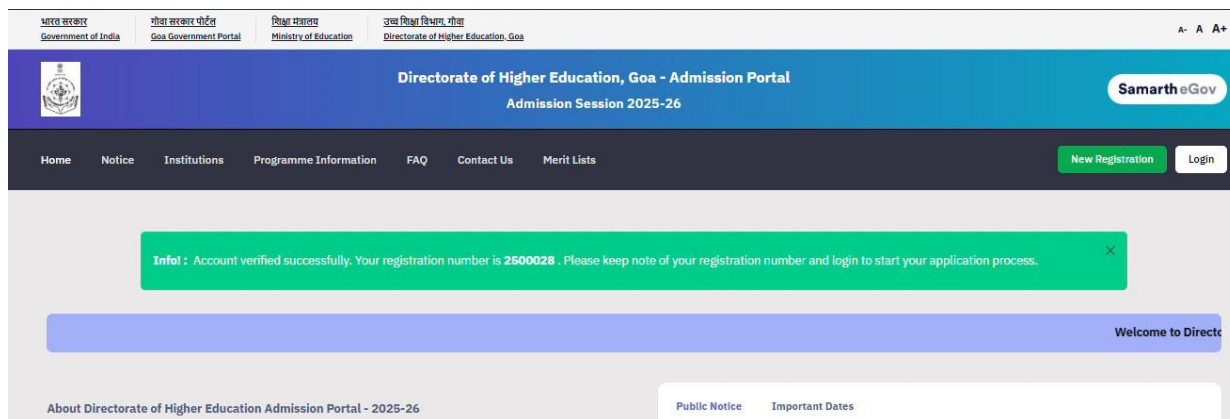 भारत सरकार
Government of India
गोवा सरकार पोर्टल
Goa Government Portal
शिक्षा मंत्रालय
Ministry of Education
उच्च शिक्षा विभाग, गोवा
Directorate of Higher Education, Goa
A- A A+
Directorate of Higher Education, Goa - Admission Portal
Admission Session 2025-26
Samarth eGov
Home Notice Institutions Programme Information FAQ Contact Us Merit Lists New Registration Login
Info! : Account verified successfully. Your registration number is 2500028 . Please keep note of your registration number and login to start your application process. ×
Welcome to Directo
About Directorate of Higher Education Admission Portal - 2025-26
Public Notice Important Dates